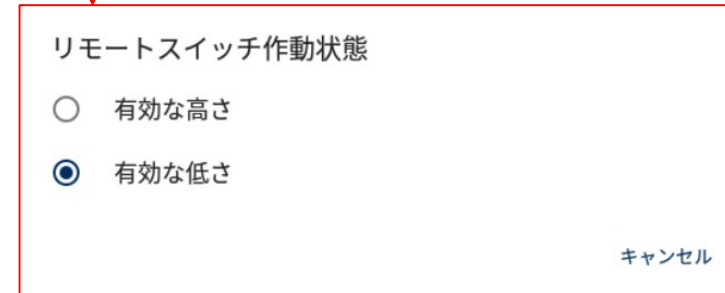 リモートスイッチ作動状態
有効な高さ
有効な低さ
キャンセル